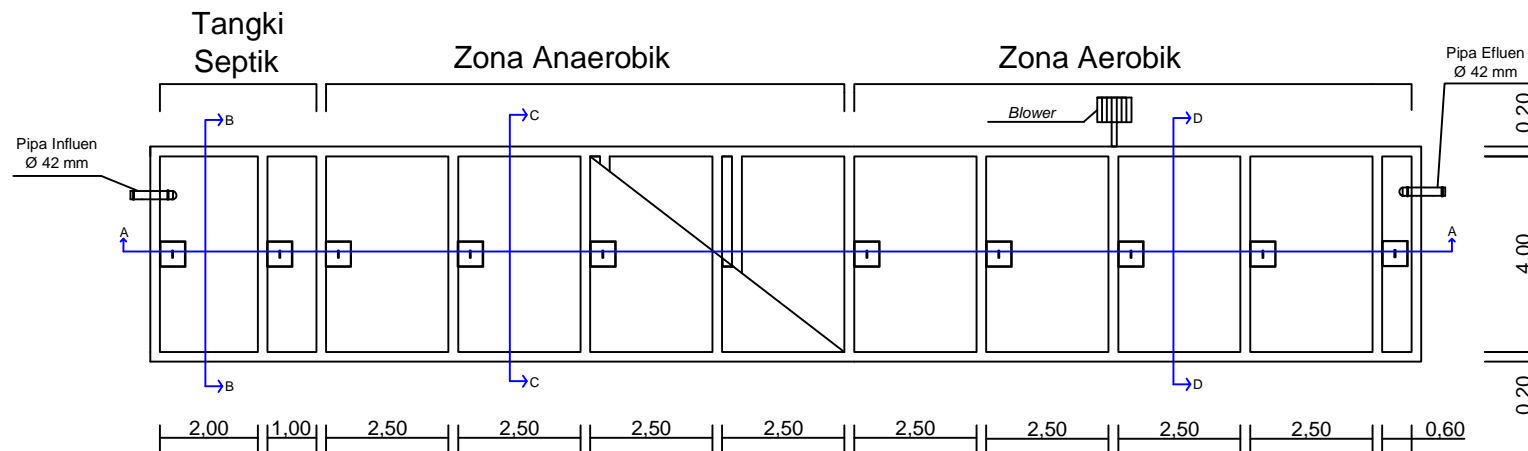 Tangki
Septik
Zona Anaerobik
Zona Aerobik
Pipa Efluen
Ø 42 mm
Blower
B
C
D
0,20
Pipa Influen
Ø 42 mm
A
A
4,00
B
C
D
0,20
2,00
1,00
2,50
2,50
2,50
2,50
2,50
2,50
2,50
2,50
0,60